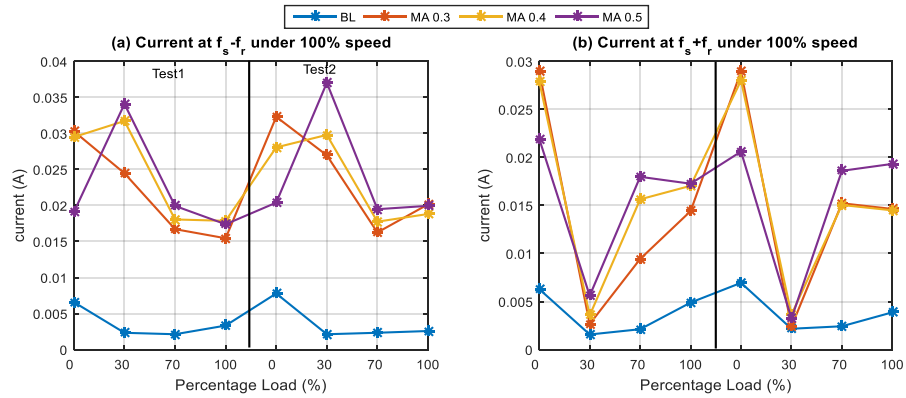 BL MA 0.3 MA 0.4 MA 0.5
(a) Current at fs-fr under 100% speed
Test1 Test2
0.04
0.035
0.03
0.025
0.02
0.015
0.01
0.005
0
current (A)
0 30 70 100 0 30 70 100
Percentage Load (%)
(b) Current at fs+fr under 100% speed
0.03
0.025
0.02
0.015
0.01
0.005
0
current (A)
0 30 70 100 0 30 70 100
Percentage Load (%)